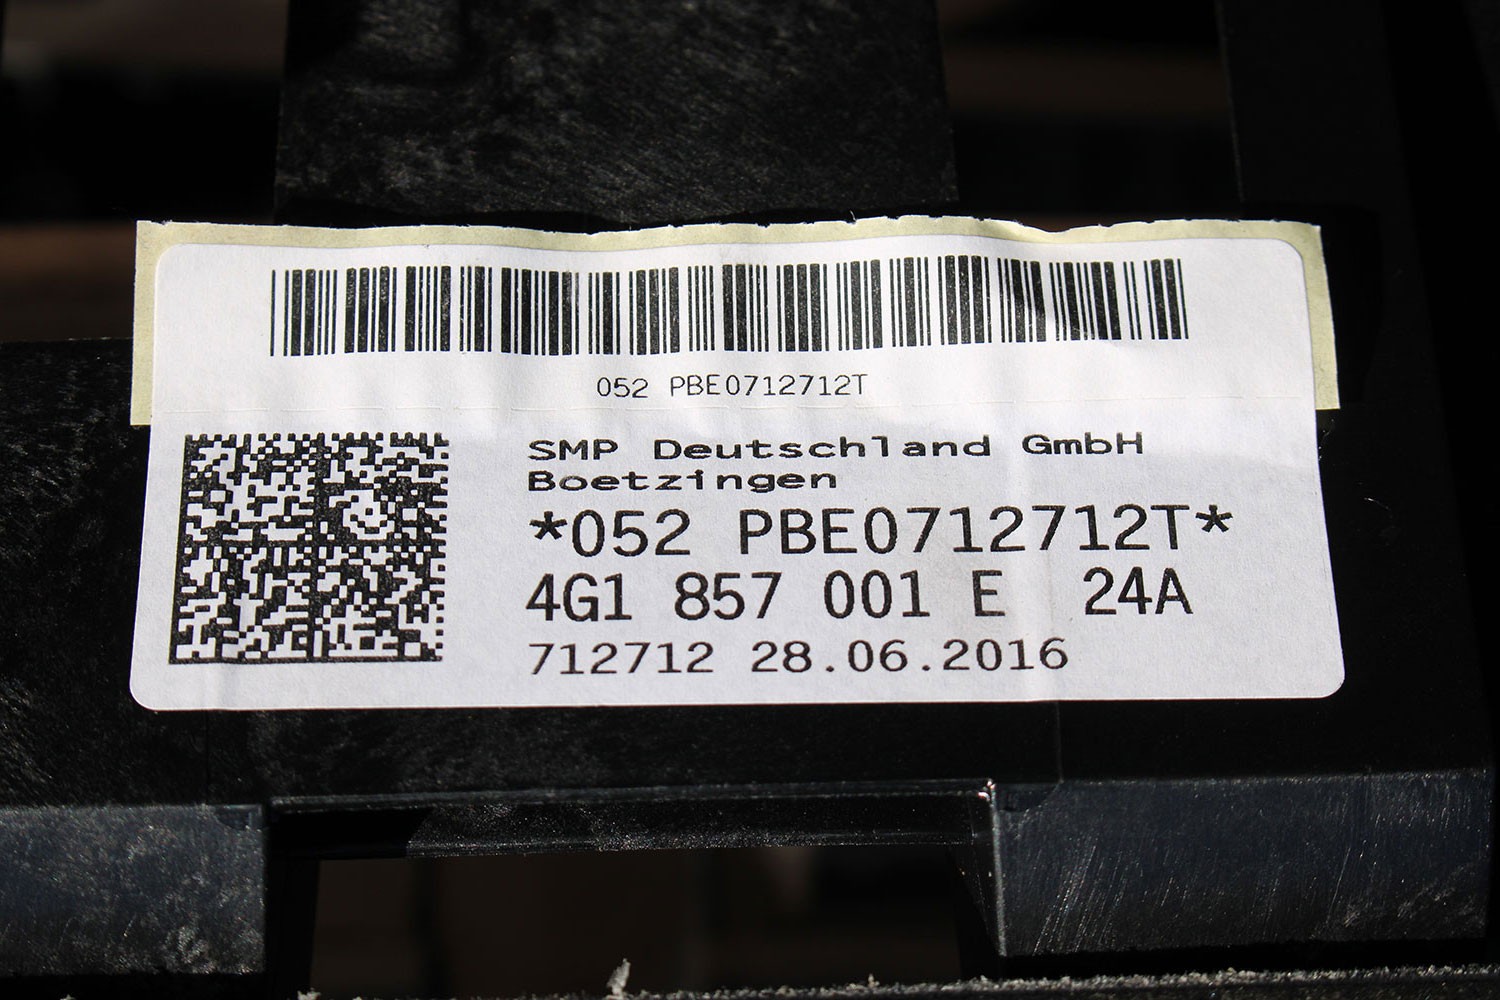 052 PBE0712712T
SMP Deutschland GmbH
Boetzingen
*052 PBE0712712T*
4G1 857 001 E 24A
712712 28.06.2016